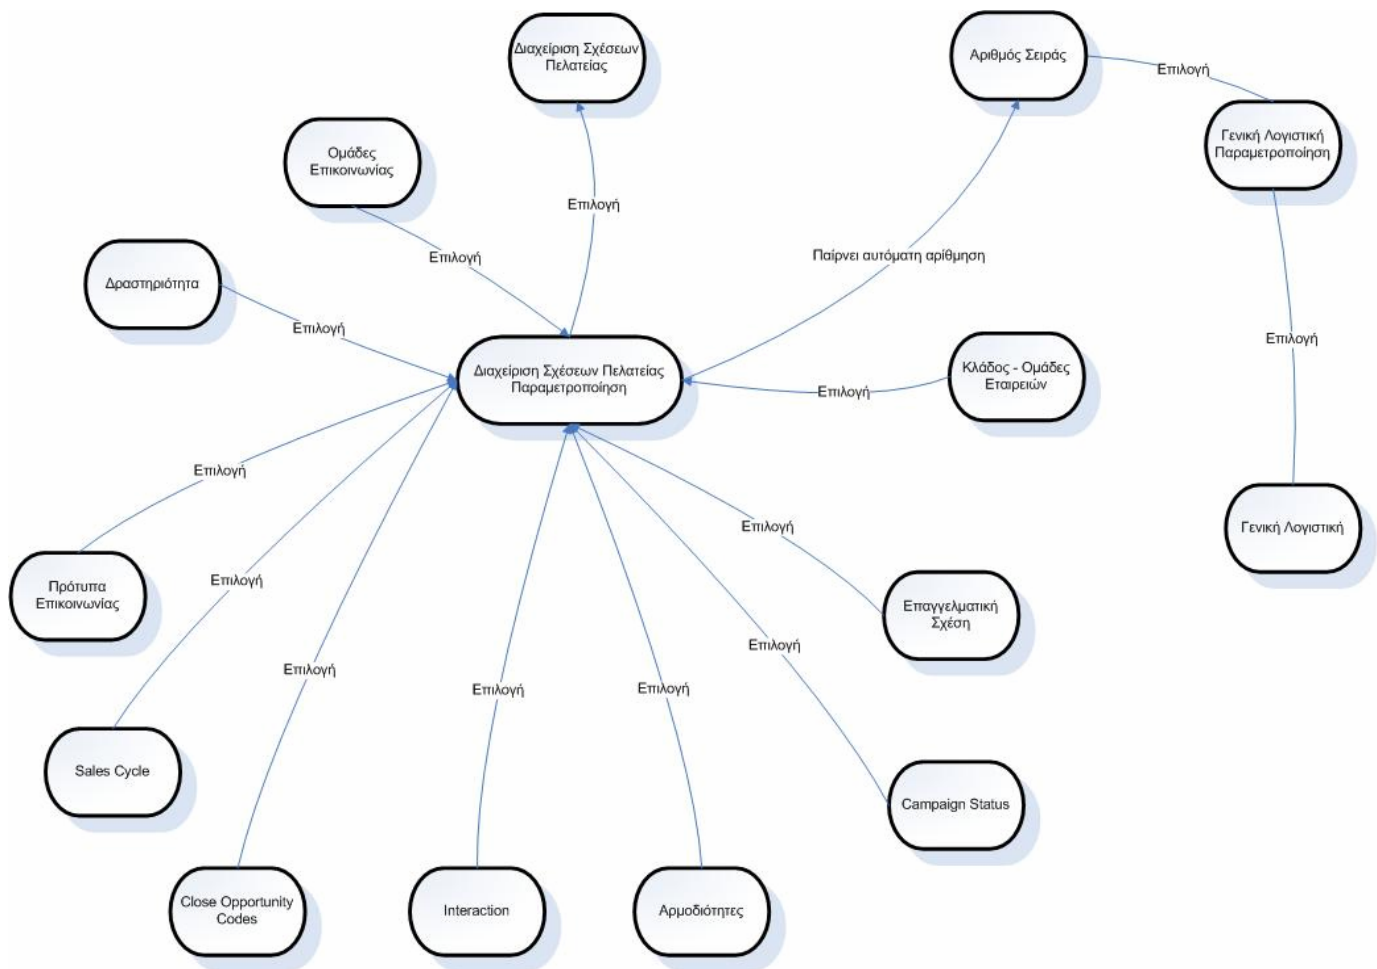 Διαχείριση Σχέσεων
Πελατείας
Αριθμός Σειράς
Επιλογή
Γενική Λογιστική
Παραμετροποίηση
Ομάδες
Επικοινωνίας
Επιλογή
Επιλογή
Παίρνει αυτόματη αρίθμηση
Δραστηριότητα
Επιλογή
Επιλογή
Διαχείριση Σχέσεων Πελατείας
Παραμετροποίηση
Κλάδος - Ομάδες
Εταιρειών
Επιλογή
Επιλογή
Επιλογή
Γενική Λογιστική
Πρότυπα
Επικοινωνίας
Επιλογή
Επαγγελματική
Σχέση
Επιλογή
Επιλογή
Επιλογή
Επιλογή
Sales Cycle
Campaign Status
Close Opportunity
Codes
Interaction
Αρμοδιότητες